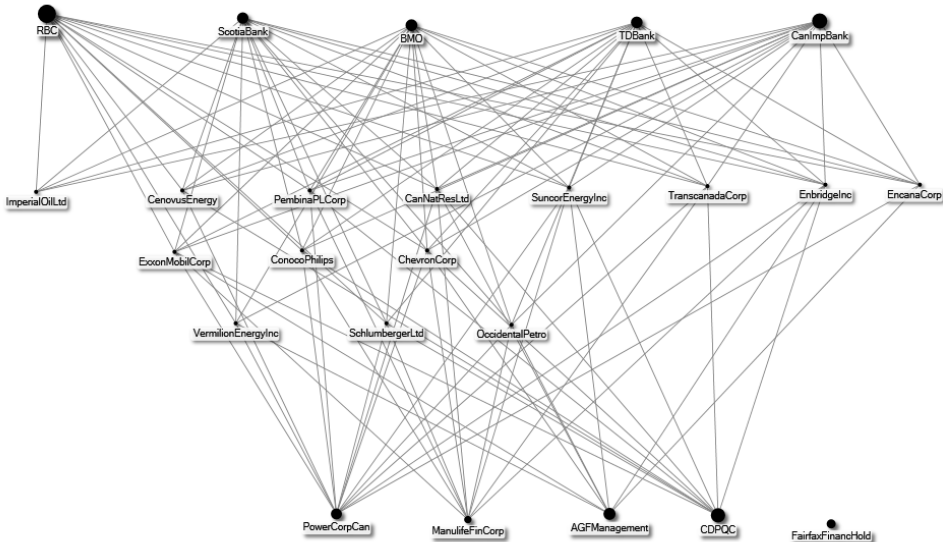 RBC
ScotiaBank
BMO
TDBank
CanImpBank
ImperialOilLtd
CenovusEnergy
PembinaPLCorp
CanNatResLtd
SuncorEnergyInc
TranscanadaCorp
EnbridgeInc
EncanaCorp
ExxonMobilCorp
ConocoPhilips
ChevronCorp
VermilionEnergyInc
SchlumbergerLtd
OccidentalPetro
PowerCorpCan
ManulifeFinCorp
AGFManagement
CDPQC
FairfaxFinancHold